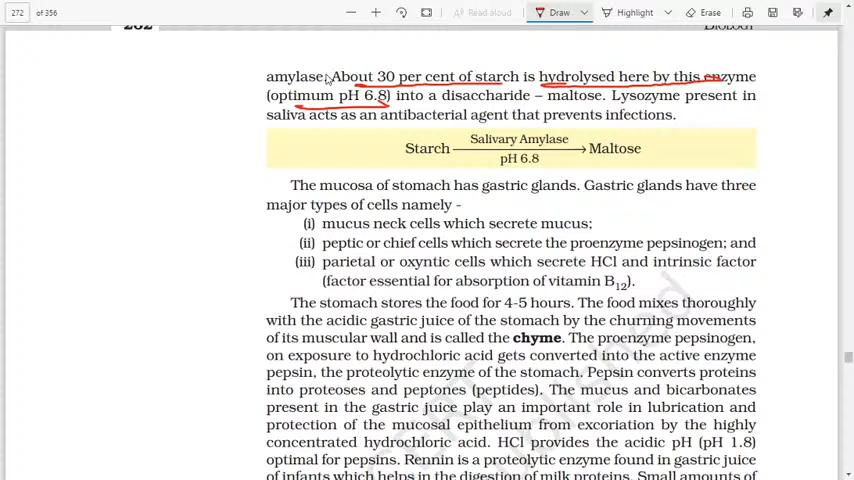 272 of 356
Read aloud Draw Highlight Erase
282 BIOLOGY
amylase. About 30 per cent of starch is hydrolysed here by this enzyme
(optimum pH 6.8) into a disaccharide – maltose. Lysozyme present in
saliva acts as an antibacterial agent that prevents infections.
Salivary Amylase
Starch Maltose
pH 6.8
The mucosa of stomach has gastric glands. Gastric glands have three
major types of cells namely -
(i) mucus neck cells which secrete mucus;
(ii) peptic or chief cells which secrete the proenzyme pepsinogen; and
(iii) parietal or oxyntic cells which secrete HCl and intrinsic factor
(factor essential for absorption of vitamin B12).
The stomach stores the food for 4-5 hours. The food mixes thoroughly
with the acidic gastric juice of the stomach by the churning movements
of its muscular wall and is called the chyme. The proenzyme pepsinogen,
on exposure to hydrochloric acid gets converted into the active enzyme
pepsin, the proteolytic enzyme of the stomach. Pepsin converts proteins
into proteoses and peptones (peptides). The mucus and bicarbonates
present in the gastric juice play an important role in lubrication and
protection of the mucosal epithelium from excoriation by the highly
concentrated hydrochloric acid. HCl provides the acidic pH (pH 1.8)
optimal for pepsins. Rennin is a proteolytic enzyme found in gastric juice
of infants which helps in the digestion of milk proteins. Small amounts of